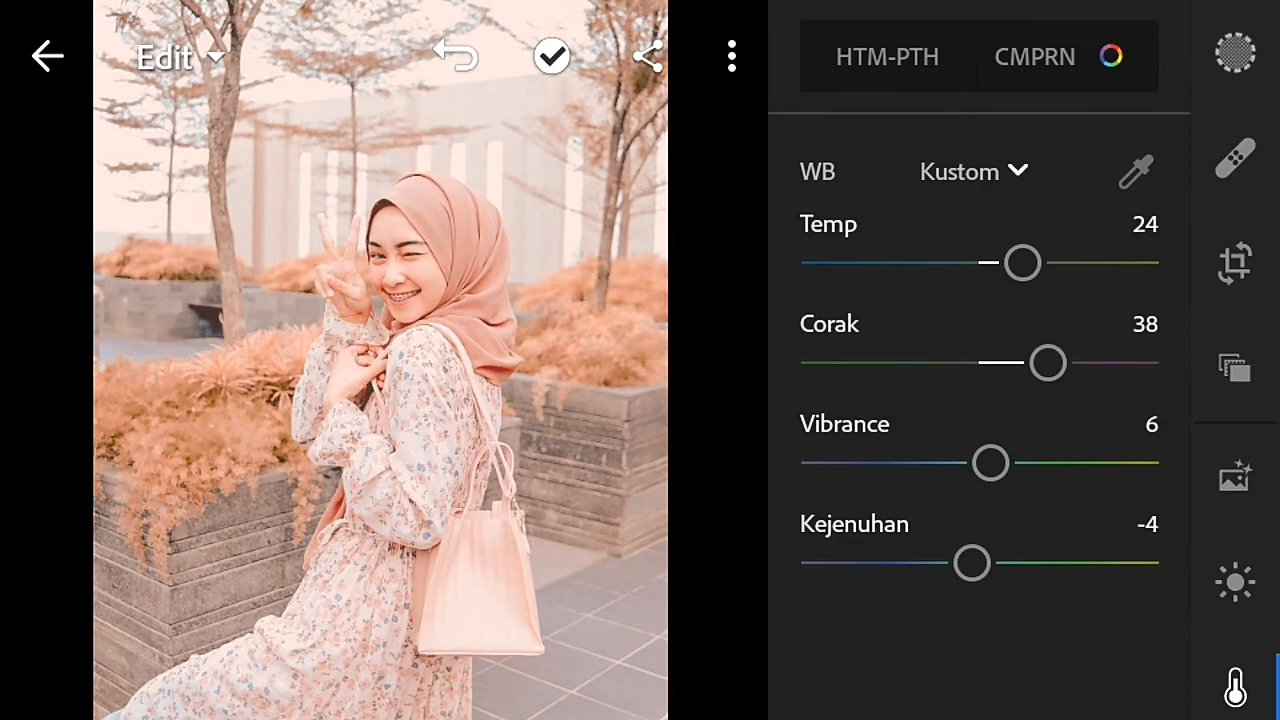 Edit
HTM-PTH CMPRN
WB Kustom
Temp 24
Corak 38
Vibrance 6
Kejenuhan -4